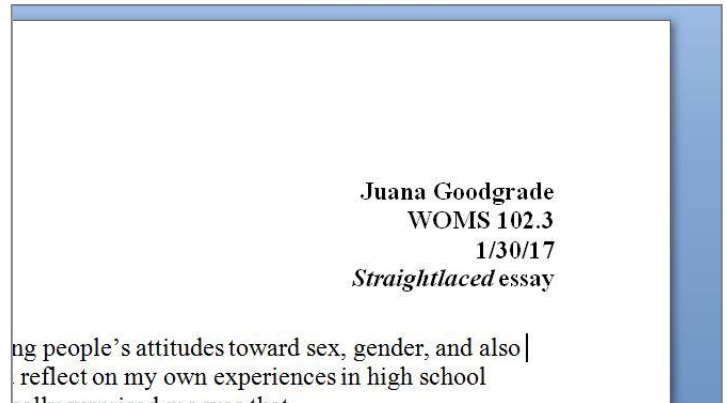 Juana Goodgrade
WOMS 102.3
1/30/17
Straightlaced essay
ng people's attitudes toward sex, gender, and also
reflect on my own experiences in high school